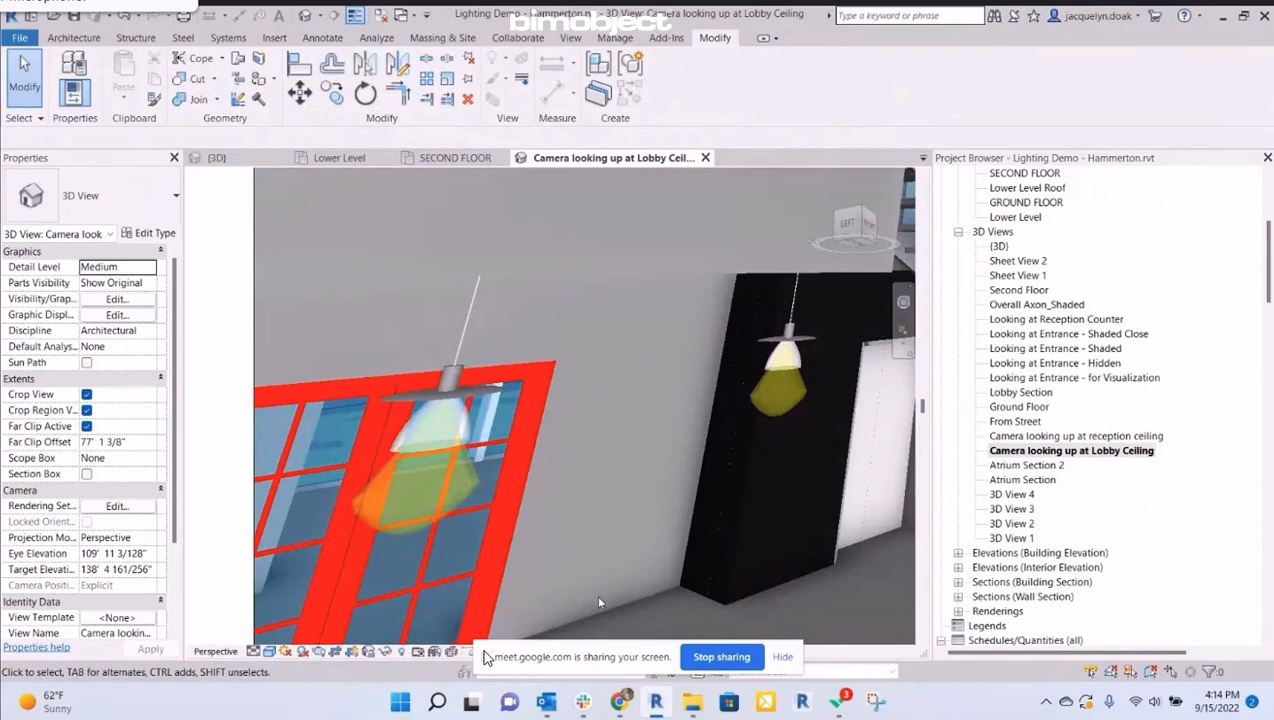 microphone.
Lighting Demo - Hammerton.rvt - 3D View: Camera looking up at Lobby Ceiling
bimobject
Type a keyword or phrase
jacquelyn.doak
File
Architecture
Structure
Steel
Systems
Insert
Annotate
Analyze
Massing & Site
Collaborate
View
Manage
Add-Ins
Modify
Modify
Properties
Paste
Cope
Cut
Join
Select
Properties
Clipboard
Geometry
Modify
View
Measure
Create
Properties
{3D}
Lower Level
SECOND FLOOR
Camera looking up at Lobby Ceil...
Project Browser - Lighting Demo - Hammerton.rvt
3D View
3D View: Camera look
Edit Type
Graphics
Detail Level Medium
Parts Visibility Show Original
Visibility/Grap... Edit...
Graphic Displ... Edit...
Discipline Architectural
Default Analys... None
Sun Path
Extents
Crop View
Crop Region V...
Far Clip Active
Far Clip Offset 77' 1 3/8"
Scope Box None
Section Box
Camera
Rendering Set... Edit...
Locked Orient...
Projection Mo... Perspective
Eye Elevation 109' 11 3/128"
Target Elevati... 138' 4 161/256"
Camera Positi... Explicit
Identity Data
View Template <None>
View Name Camera lookin...
Properties help
Apply
LEFT
SECOND FLOOR
Lower Level Roof
GROUND FLOOR
Lower Level
3D Views
{3D}
Sheet View 2
Sheet View 1
Second Floor
Overall Axon_Shaded
Looking at Reception Counter
Looking at Entrance - Shaded Close
Looking at Entrance - Shaded
Looking at Entrance - Hidden
Looking at Entrance - for Visualization
Lobby Section
Ground Floor
From Street
Camera looking up at reception ceiling
Camera looking up at Lobby Ceiling
Atrium Section 2
Atrium Section
3D View 4
3D View 3
3D View 2
3D View 1
Elevations (Building Elevation)
Elevations (Interior Elevation)
Sections (Building Section)
Sections (Wall Section)
Renderings
Legends
Schedules/Quantities (all)
Perspective
meet.google.com is sharing your screen.
Stop sharing
Hide
Click to select, TAB for alternates, CTRL adds, SHIFT unselects.
:0
62°F
Sunny
3
4:14 PM
9/15/2022
2